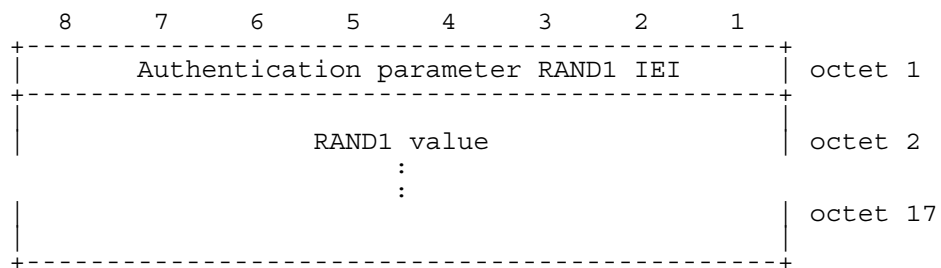 8 7 6 5 4 3 2 1
Authentication parameter RAND1 IEI octet 1
RAND1 value octet 2
:
:
octet 17